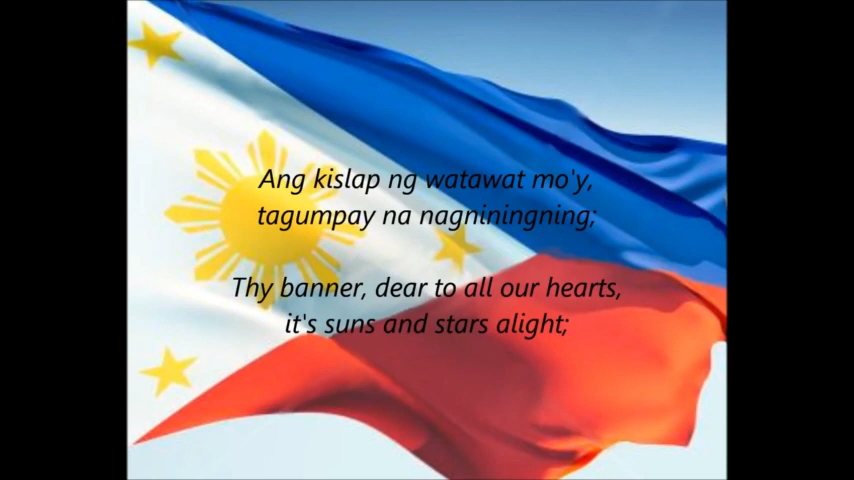 Ang kislap ng watawat mo'y,
tagumpay na nagniningning;
Thy banner, dear to all our hearts,
it's suns and stars alight;